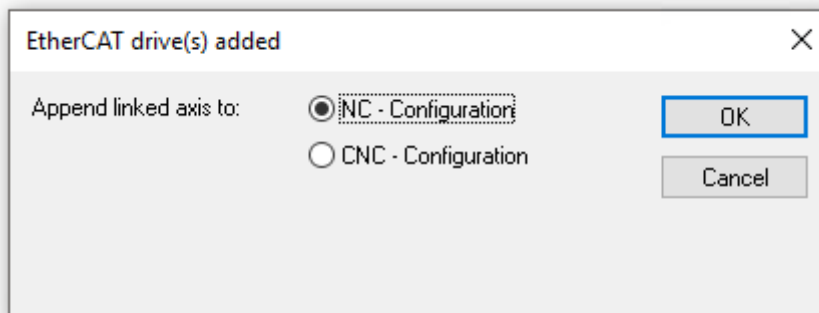 EtherCAT drive(s) added
Append linked axis to:
NC - Configuration
OK
CNC - Configuration
Cancel